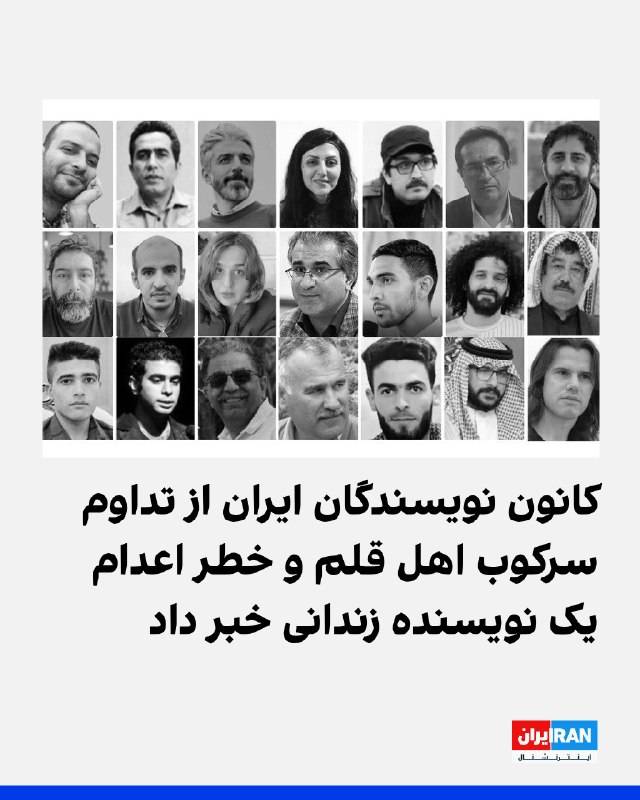 کانون نویسندگان ایران از تداوم
سرکوب اهل قلم و خطر اعدام
یک نویسنده زندانی خبر داد
ایران IRAN
اینترنشنال